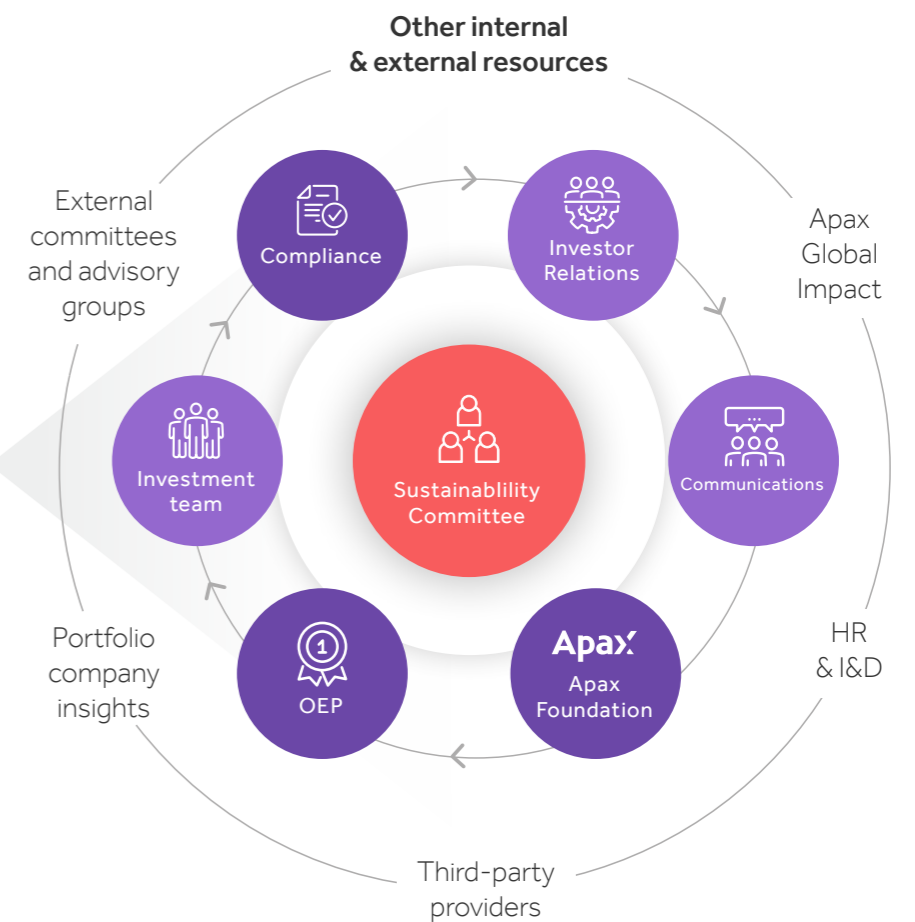 Other internal
& external resources
External
committees
and advisory
groups
Compliance
Investor
Relations
Apax
Global
Impact
Investment
team
Sustainablility
Committee
...
Communications
Portfolio
company
insights
1
OEP
Apax
Apax
Foundation
HR
& I&D
Third-party
providers